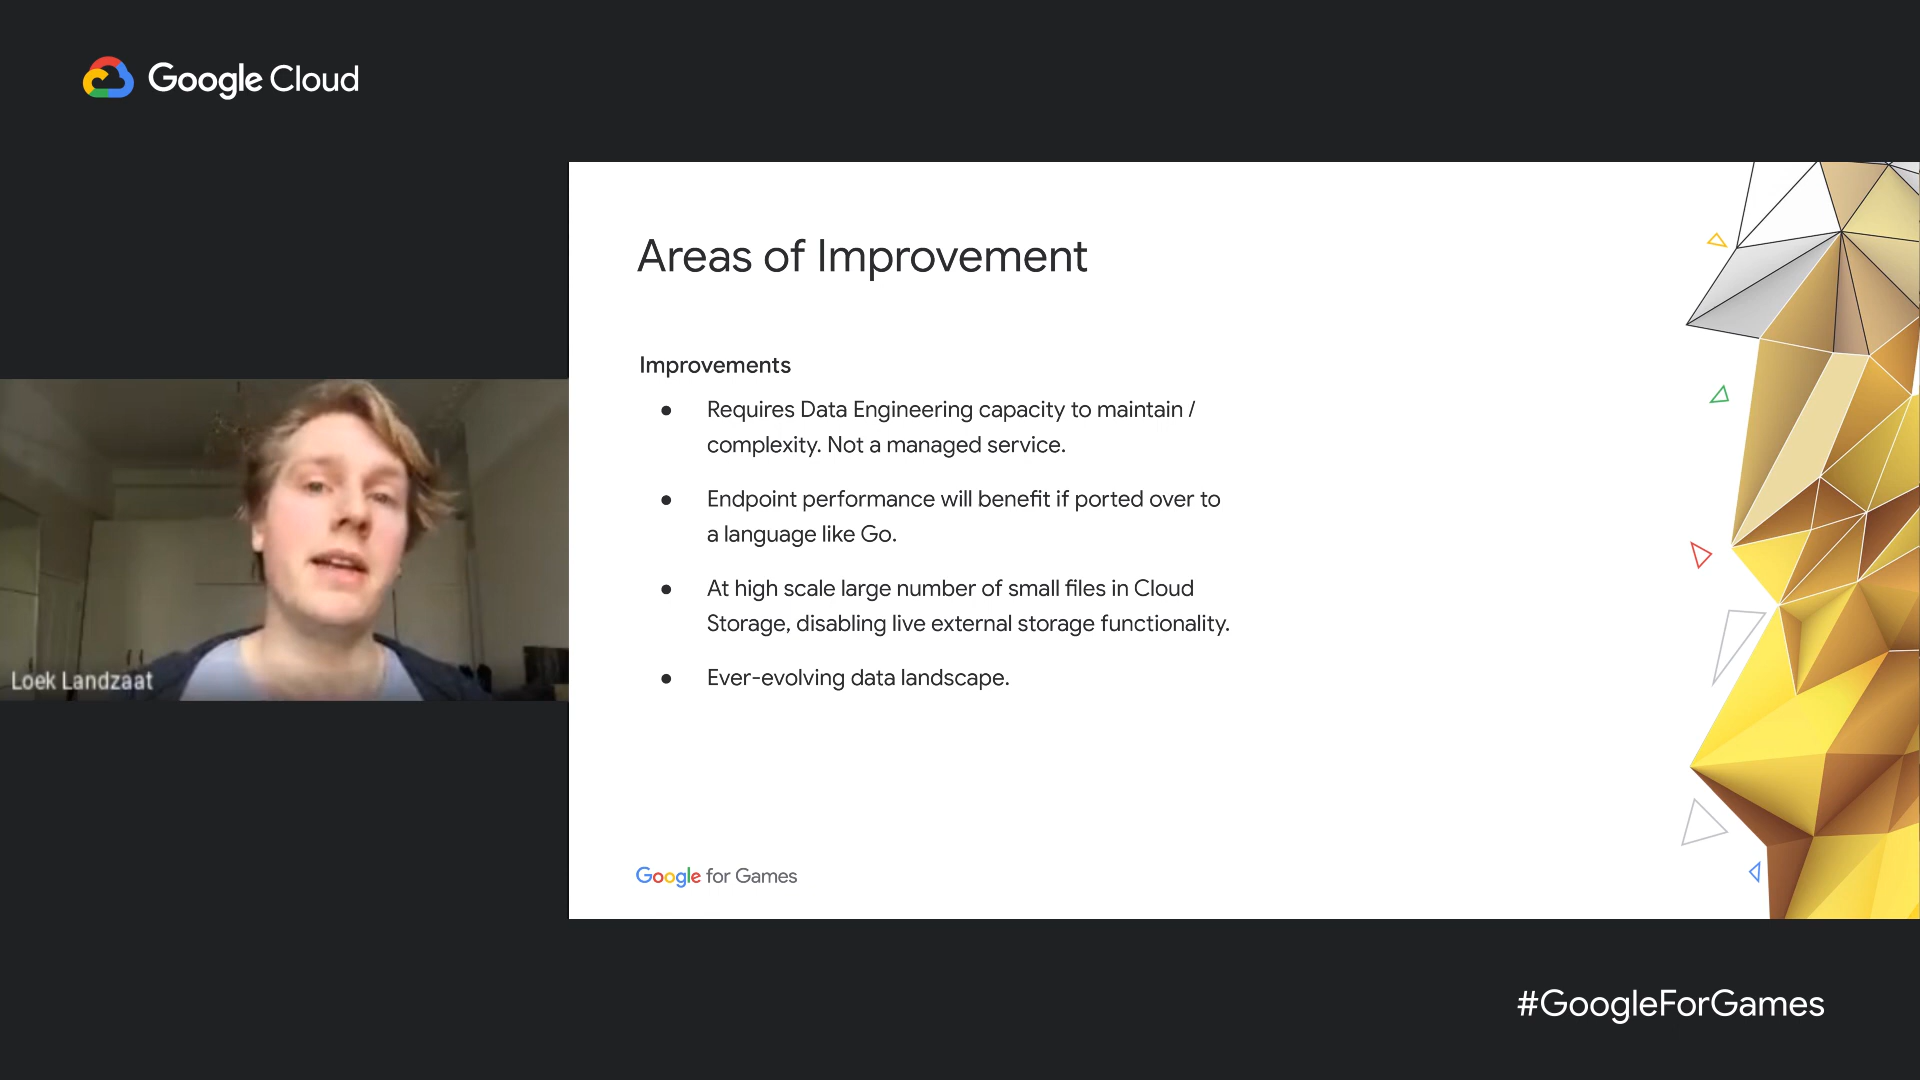 Google Cloud
Areas of Improvement
Improvements
● Requires Data Engineering capacity to maintain /
complexity. Not a managed service.
● Endpoint performance will benefit if ported over to
a language like Go.
● At high scale large number of small files in Cloud
Storage, disabling live external storage functionality.
● Ever-evolving data landscape.
Loek Landzaat
Google for Games
#GoogleForGames